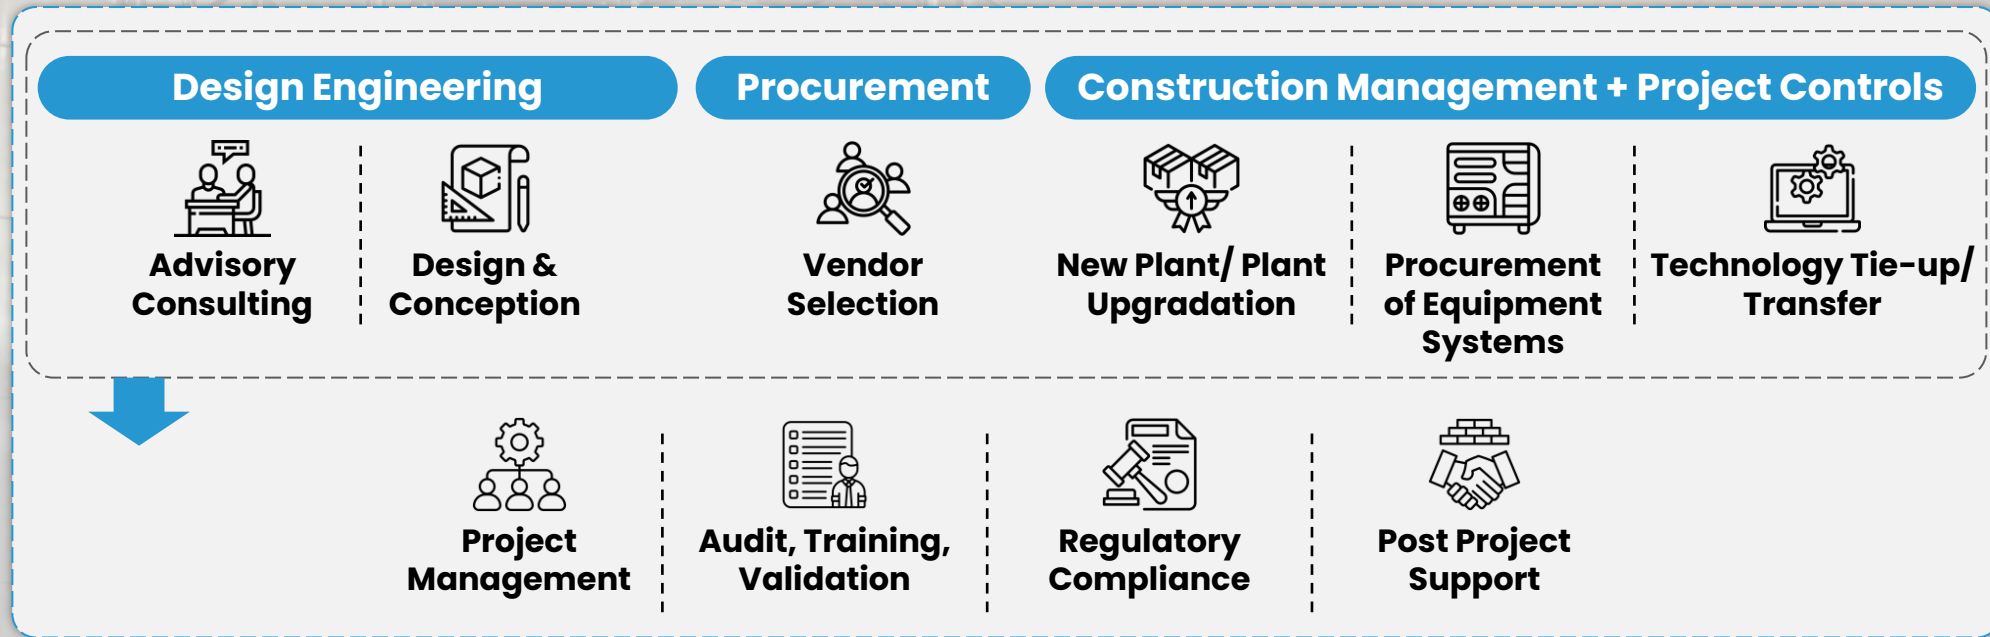 Design Engineering
Procurement
Construction Management + Project Controls
Advisory
Consulting
Design &
Conception
Vendor
Selection
New Plant/ Plant
Upgradation
Procurement
of Equipment
Systems
Technology Tie-up/
Transfer
Project
Management
Audit, Training,
Validation
Regulatory
Compliance
Post Project
Support